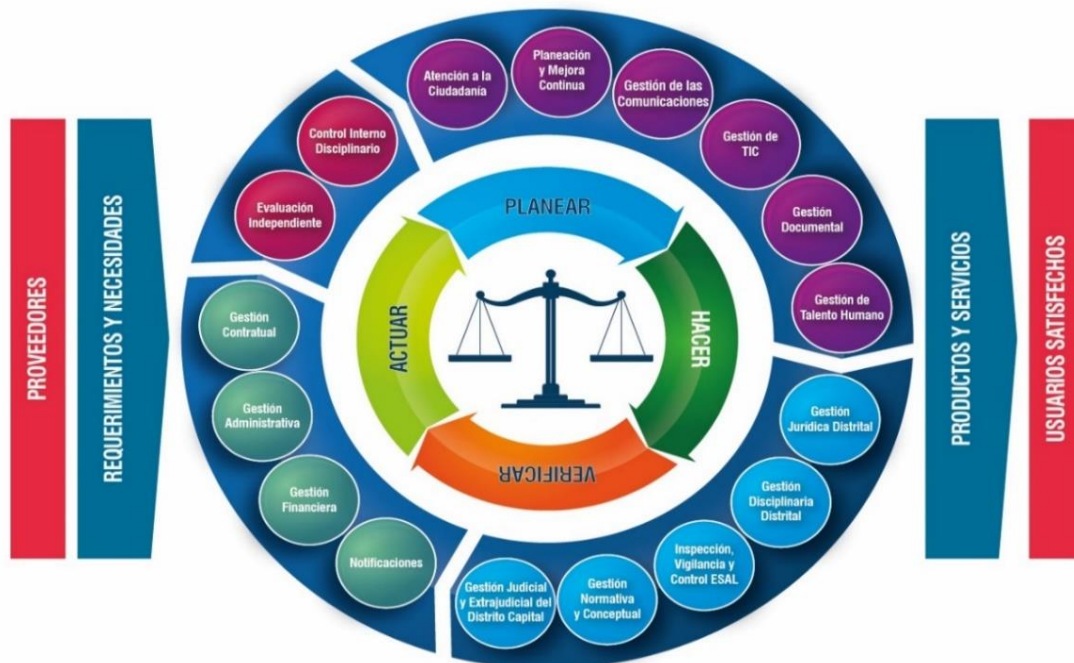 PROVEEDORES
REQUERIMIENTOS Y NECESIDADES
Atención a la
Ciudadanía
Planeación
y Mejora
Continua
Gestión de las
Comunicaciones
Gestión de
TIC
Gestión
Documental
Gestión de
Talento Humano
Control Interno
Disciplinario
Evaluación
Independiente
PLANEAR
HACER
VERIFICAR
ACTUAR
Gestión
Contratual
Gestión
Administrativa
Gestión
Financiera
Notificaciones
Gestión
Jurídica Distrital
Gestión
Disciplinaria
Distrital
Inspección,
Vigilancia y
Control ESAL
Gestión
Normativa
y Conceptual
Gestión Judicial
y Extrajudicial del
Distrito Capital
PRODUCTOS Y SERVICIOS
USUARIOS SATISFECHOS